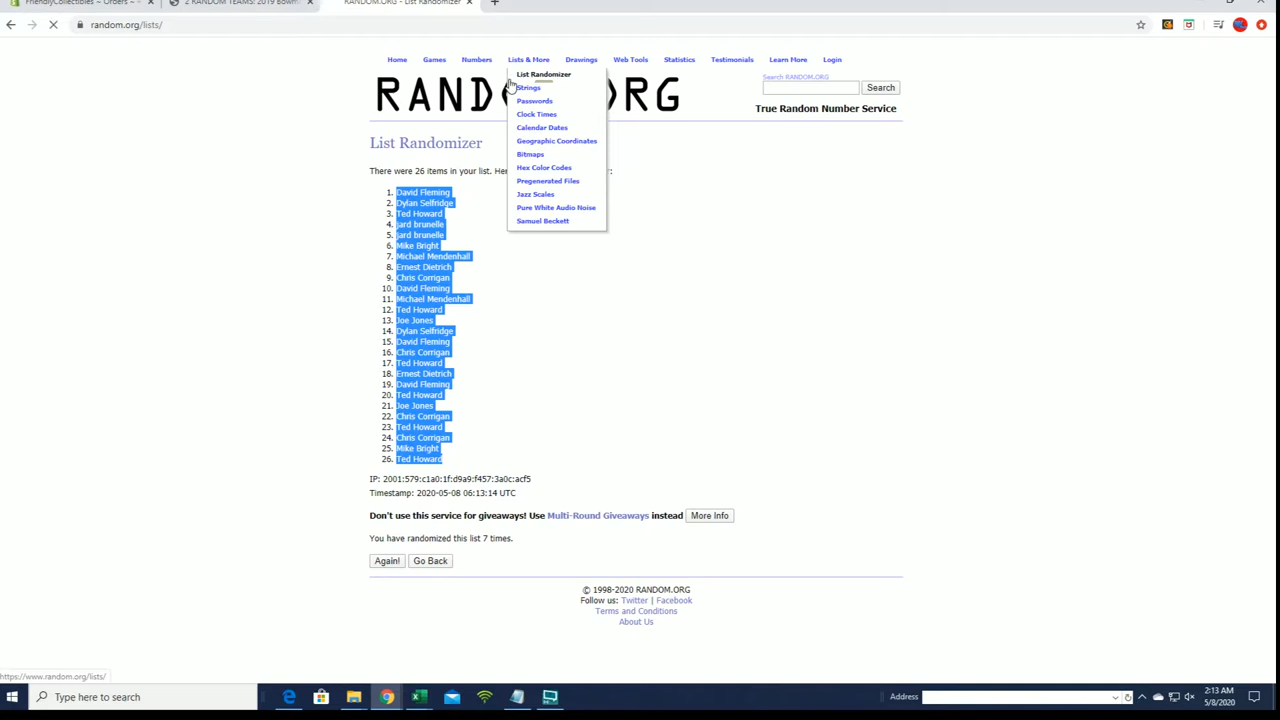 FriendlyCollectibles ~ Orders ~
2 RANDOM TEAMS: 2019 Bowm
RANDOM.ORG - List Randomizer
random.org/lists/
Home Games Numbers Lists & More Drawings Web Tools Statistics Testimonials Learn More Login
List Randomizer
Strings
Passwords
Clock Times
Calendar Dates
Geographic Coordinates
Bitmaps
Hex Color Codes
Pregenerated Files
Jazz Scales
Pure White Audio Noise
Samuel Beckett
Search RANDOM.ORG
Search
True Random Number Service
List Randomizer
There were 26 items in your list. Her
1. David Fleming
2. Dylan Selfridge
3. Ted Howard
4. jard brunelle
5. jard brunelle
6. Mike Bright
7. Michael Mendenhall
8. Ernest Dietrich
9. Chris Corrigan
10. David Fleming
11. Michael Mendenhall
12. Ted Howard
13. Joe Jones
14. Dylan Selfridge
15. David Fleming
16. Chris Corrigan
17. Ted Howard
18. Ernest Dietrich
19. David Fleming
20. Ted Howard
21. Joe Jones
22. Chris Corrigan
23. Ted Howard
24. Chris Corrigan
25. Mike Bright
26. Ted Howard
IP: 2001:579:c1a0:1f:d9a9:f457:3a0c:acf5
Timestamp: 2020-05-08 06:13:14 UTC
Don't use this service for giveaways! Use Multi-Round Giveaways instead More Info
You have randomized this list 7 times.
Again! Go Back
© 1998-2020 RANDOM.ORG
Follow us: Twitter | Facebook
Terms and Conditions
About Us
https://www.random.org/lists/
Type here to search
Address
2:13 AM
5/8/2020